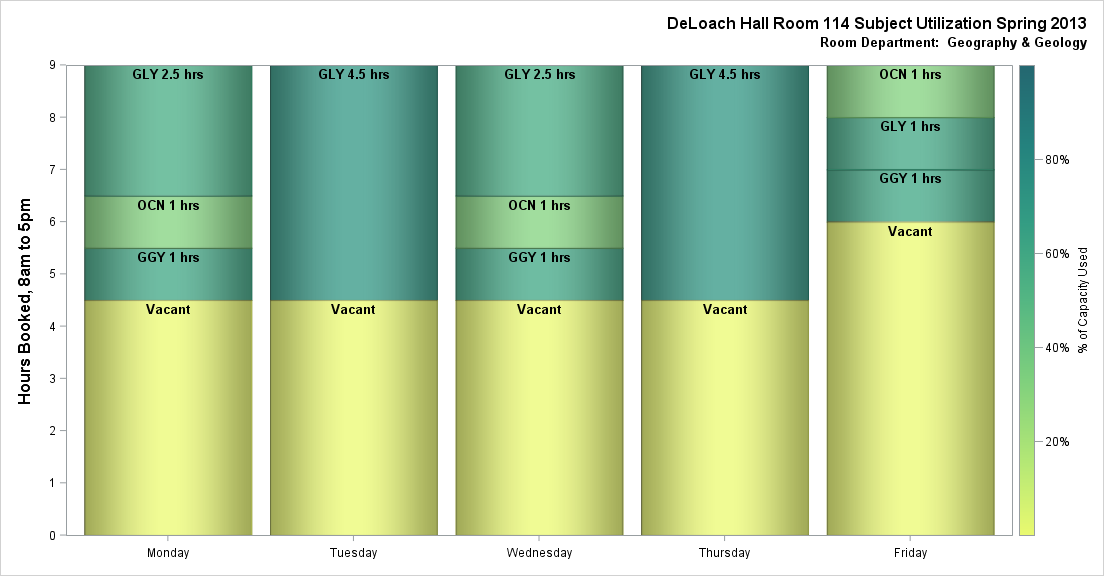 DeLoach Hall Room 114 Subject Utilization Spring 2013
Room Department: Geography & Geology
Hours Booked, 8am to 5pm
9
8
7
6
5
4
3
2
1
0
GLY 2.5 hrs
OCN 1 hrs
GGY 1 hrs
Vacant
GLY 4.5 hrs
Vacant
GLY 2.5 hrs
OCN 1 hrs
GGY 1 hrs
Vacant
GLY 4.5 hrs
Vacant
OCN 1 hrs
GLY 1 hrs
GGY 1 hrs
Vacant
Monday
Tuesday
Wednesday
Thursday
Friday
80%
60%
40%
20%
% of Capacity Used